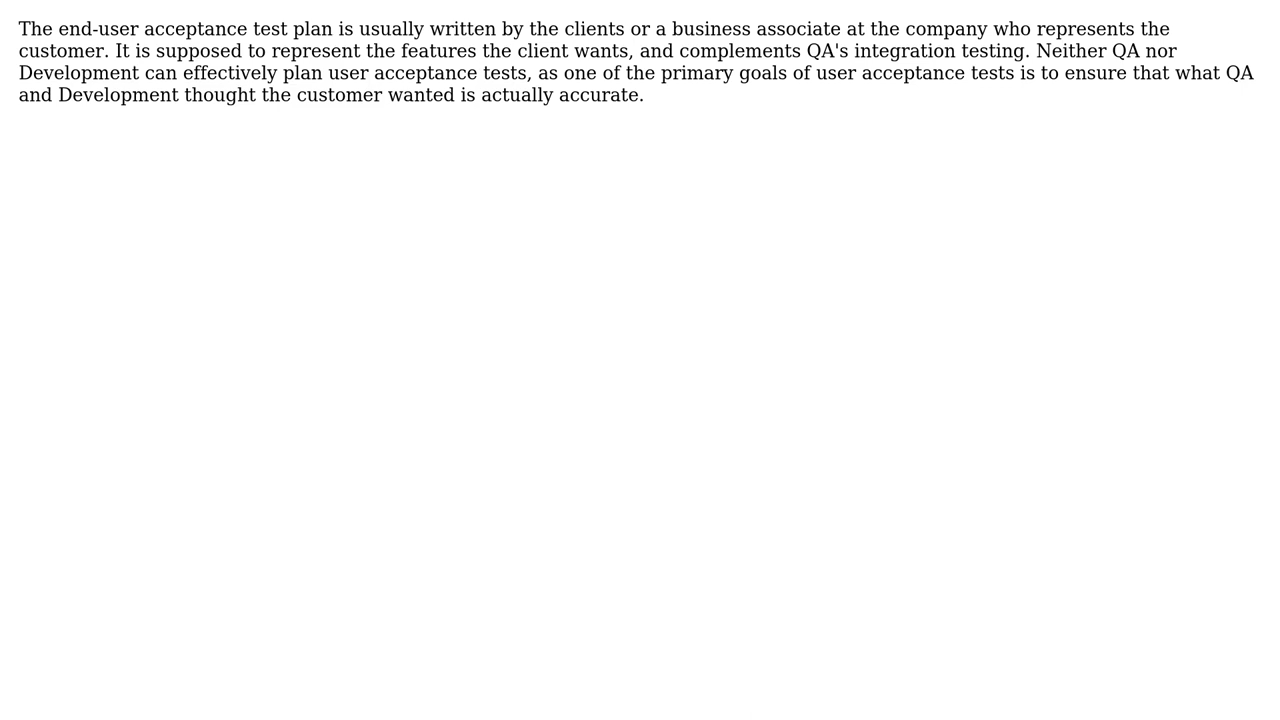 The end-user acceptance test plan is usually written by the clients or a business associate at the company who represents the
customer. It is supposed to represent the features the client wants, and complements QA's integration testing. Neither QA nor
Development can effectively plan user acceptance tests, as one of the primary goals of user acceptance tests is to ensure that what QA
and Development thought the customer wanted is actually accurate.